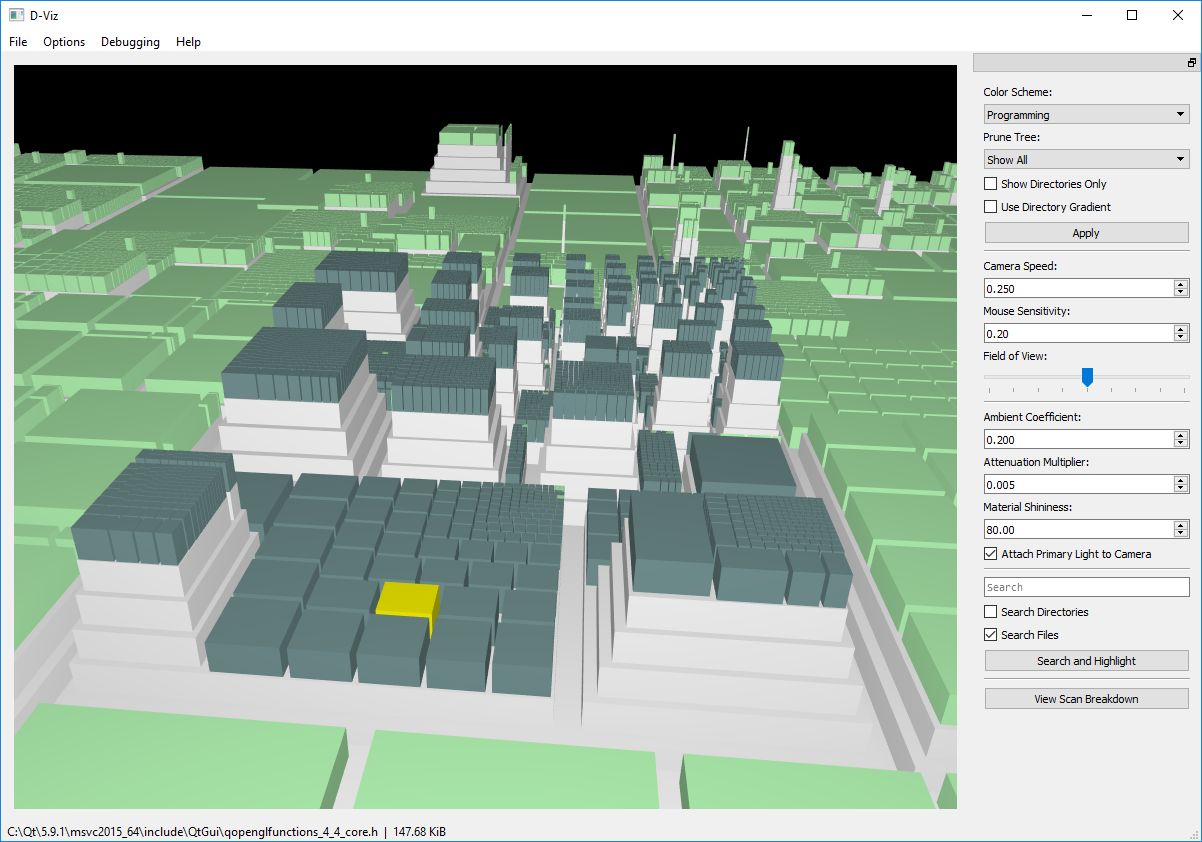 D-Viz
File Options Debugging Help
Color Scheme:
Programming
Prune Tree:
Show All
Show Directories Only
Use Directory Gradient
Apply
Camera Speed:
0.250
Mouse Sensitivity:
0.20
Field of View:
Ambient Coefficient:
0.200
Attenuation Multiplier:
0.005
Material Shininess:
80.00
Attach Primary Light to Camera
Search
Search Directories
Search Files
Search and Highlight
View Scan Breakdown
C:\Qt\5.9.1\msvc2015_64\include\QtGui\qopenglfunctions_4_4_core.h | 147.68 KiB